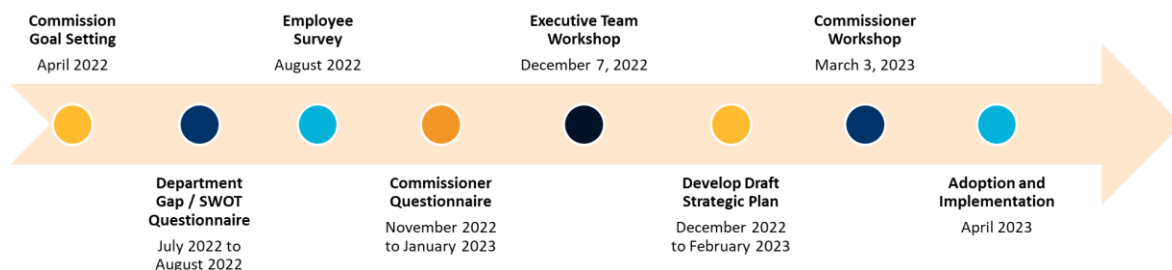 Commission
Goal Setting
April 2022
Department
Gap / SWOT
Questionnaire
July 2022 to
August 2022
Employee
Survey
August 2022
Commissioner
Questionnaire
November 2022
to January 2023
Executive Team
Workshop
December 7, 2022
Develop Draft
Strategic Plan
December 2022
to February 2023
Commissioner
Workshop
March 3, 2023
Adoption and
Implementation
April 2023